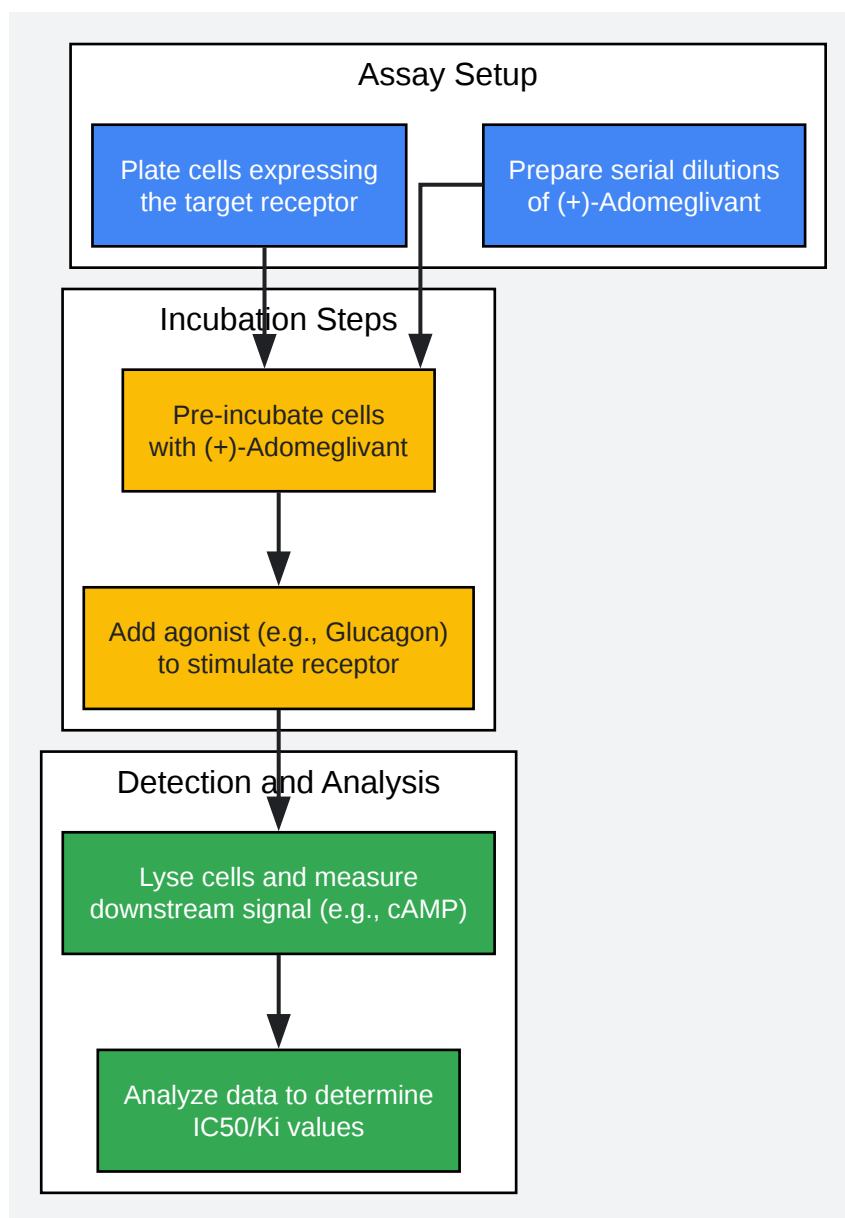 Assay Setup
Plate cells expressing
the target receptor
Prepare serial dilutions
of (+)-Adomeglivant
Incubation Steps
Pre-incubate cells
with (+)-Adomeglivant
Add agonist (e.g., Glucagon)
to stimulate receptor
Detection and Analysis
Lyse cells and measure
downstream signal (e.g., cAMP)
Analyze data to determine
IC50/Ki values